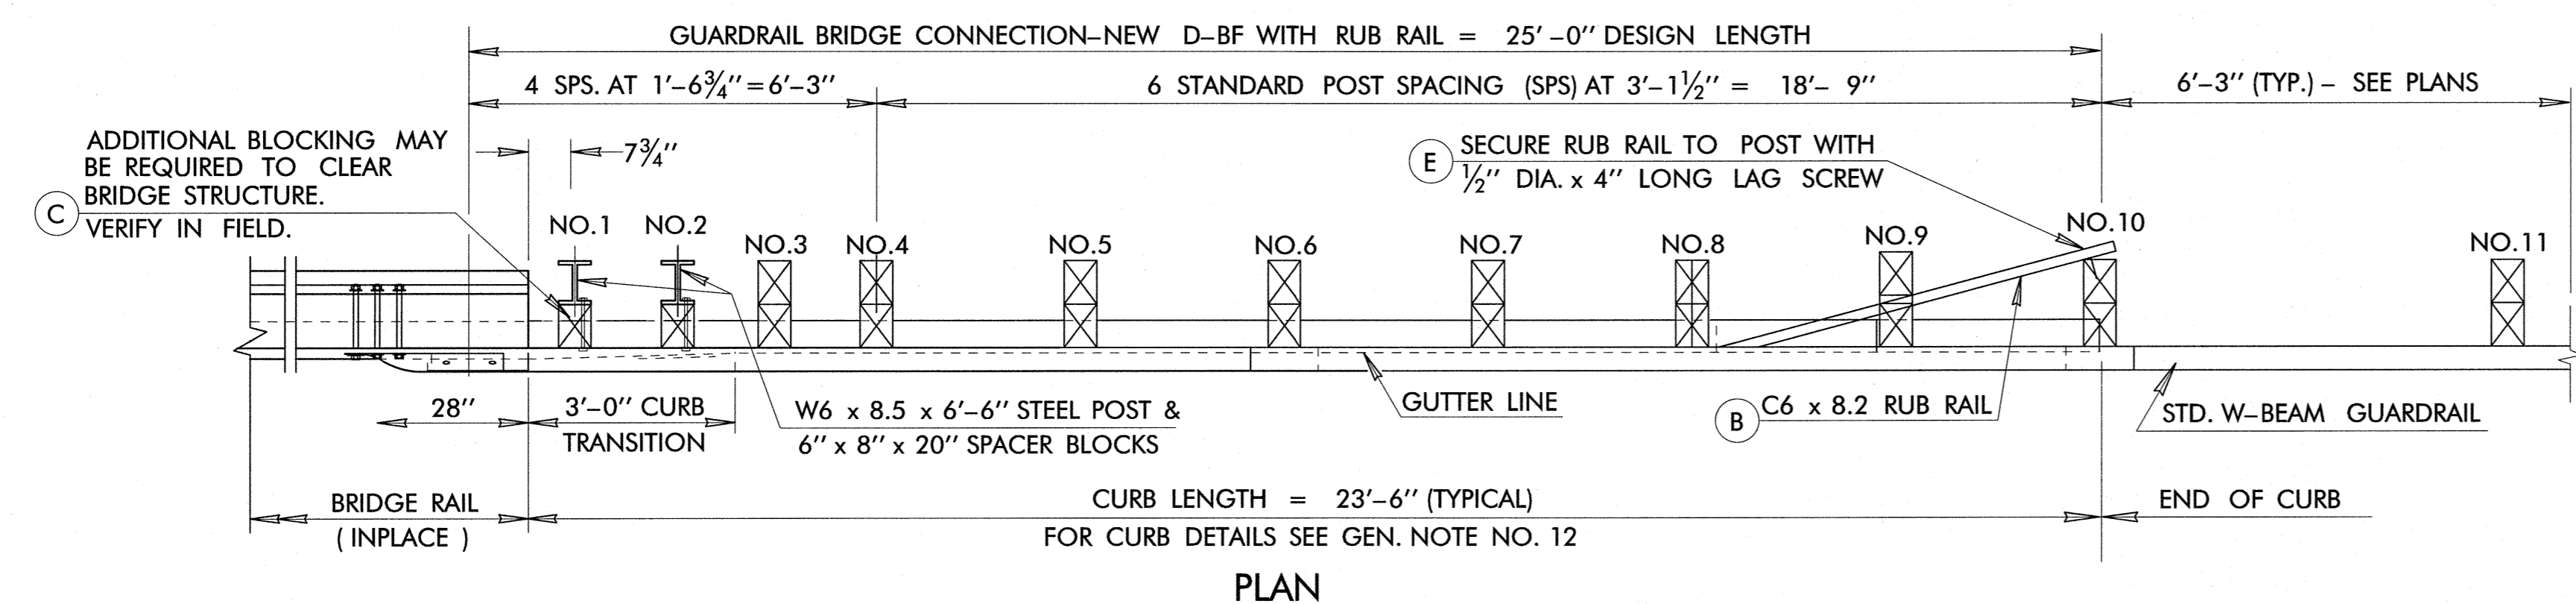 GUARDRAIL BRIDGE CONNECTION–NEW D–BF WITH RUB RAIL = 25'-0" DESIGN LENGTH
4 SPS. AT 1'–6¾"=6'–3"
6 STANDARD POST SPACING (SPS) AT 3'–1½" = 18'– 9"
6'–3" (TYP.) – SEE PLANS
ADDITIONAL BLOCKING MAY
BE REQUIRED TO CLEAR
BRIDGE STRUCTURE.
VERIFY IN FIELD.
C
7¾"
E
SECURE RUB RAIL TO POST WITH
½" DIA. x 4" LONG LAG SCREW
NO.1
NO.2
NO.3
NO.4
NO.5
NO.6
NO.7
NO.8
NO.9
NO.10
NO.11
28"
3'–0" CURB
TRANSITION
W6 x 8.5 x 6'–6" STEEL POST &
6" x 8" x 20" SPACER BLOCKS
GUTTER LINE
B
C6 x 8.2 RUB RAIL
STD. W–BEAM GUARDRAIL
BRIDGE RAIL
( INPLACE )
CURB LENGTH = 23'–6" (TYPICAL)
FOR CURB DETAILS SEE GEN. NOTE NO. 12
END OF CURB
PLAN